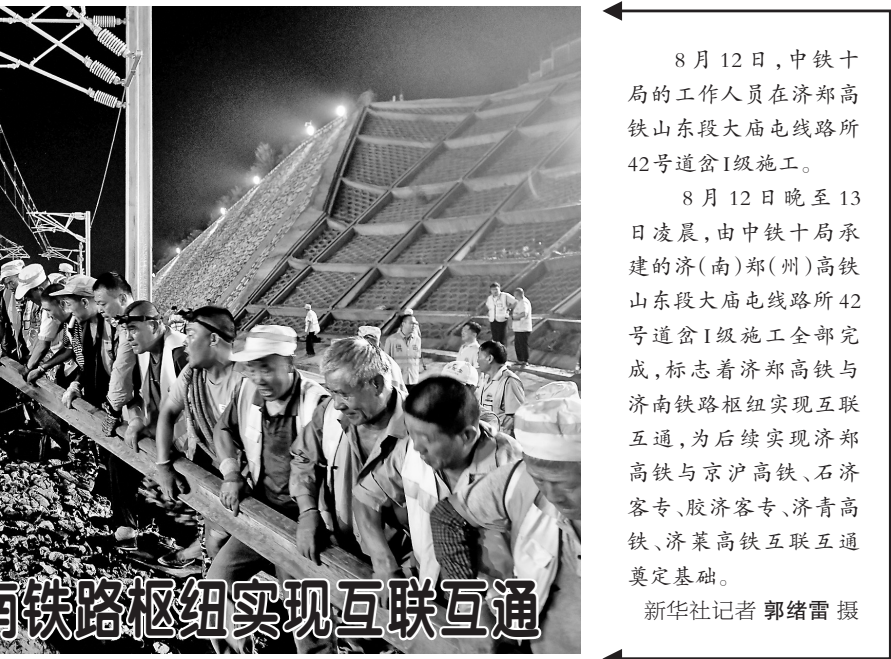 南铁路枢纽实现互联互通
8月12日,中铁十
局的工作人员在济郑高
铁山东段大庙屯线路所
42号道岔I级施工。
8月12日晚至13
日凌晨,由中铁十局承
建的济(南)郑(州)高铁
山东段大庙屯线路所42
号道岔I级施工全部完
成,标志着济郑高铁与
济南铁路枢纽实现互联
互通,为后续实现济郑
高铁与京沪高铁、石济
客专、胶济客专、济青高
铁、济莱高铁互联互通
奠定基础。
新华社记者 郭绪雷 摄